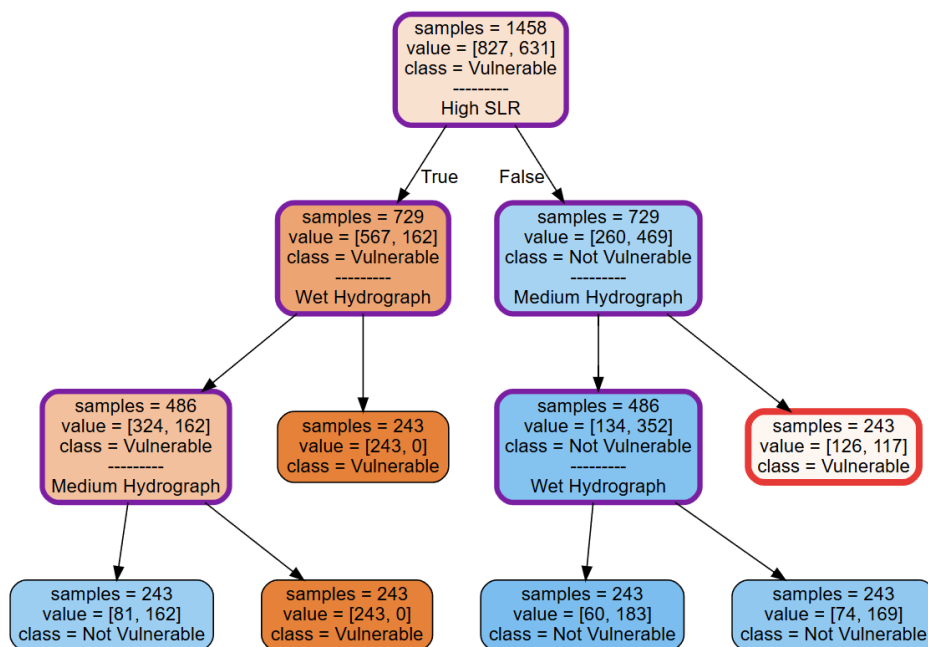 samples = 1458
value = [827, 631]
class = Vulnerable
---------
High SLR
True
False
samples = 729
value = [567, 162]
class = Vulnerable
---------
Wet Hydrograph
samples = 729
value = [260, 469]
class = Not Vulnerable
---------
Medium Hydrograph
samples = 486
value = [324, 162]
class = Vulnerable
---------
Medium Hydrograph
samples = 243
value = [243, 0]
class = Vulnerable
samples = 486
value = [134, 352]
class = Not Vulnerable
---------
Wet Hydrograph
samples = 243
value = [126, 117]
class = Vulnerable
samples = 243
value = [81, 162]
class = Not Vulnerable
samples = 243
value = [243, 0]
class = Vulnerable
samples = 243
value = [60, 183]
class = Not Vulnerable
samples = 243
value = [74, 169]
class = Not Vulnerable